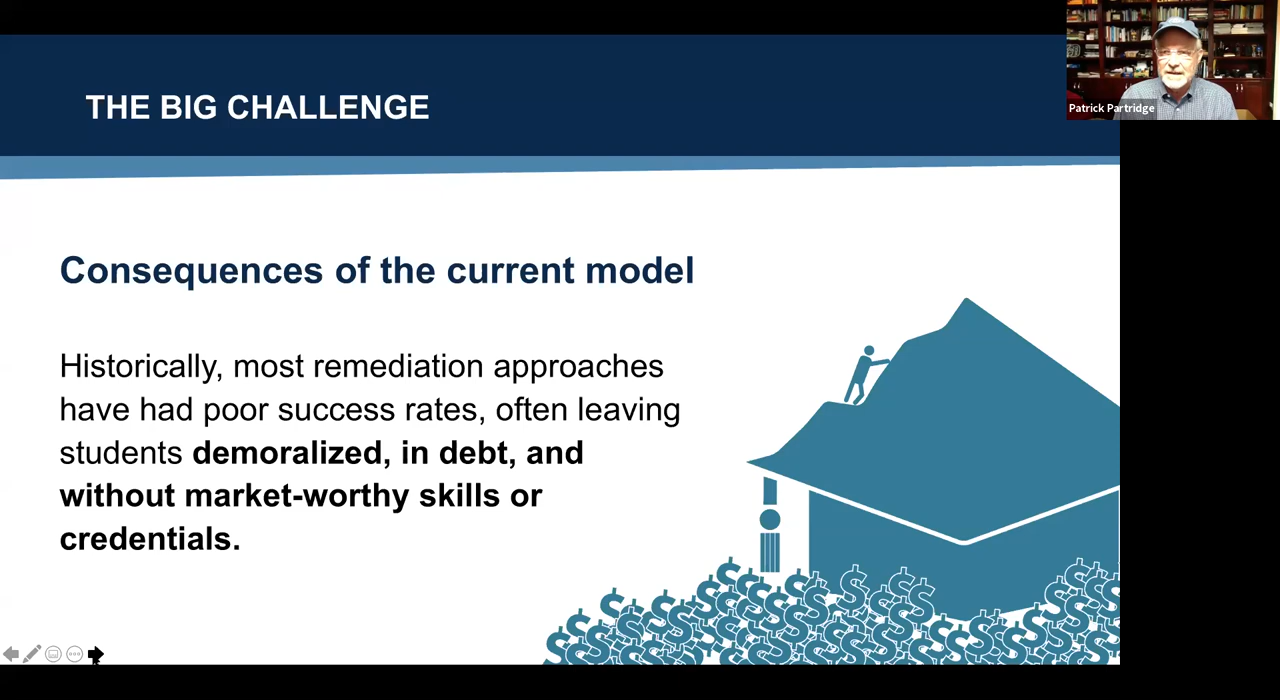 THE BIG CHALLENGE
Patrick Partridge
Consequences of the current model
Historically, most remediation approaches
have had poor success rates, often leaving
students demoralized, in debt, and
without market-worthy skills or
credentials.